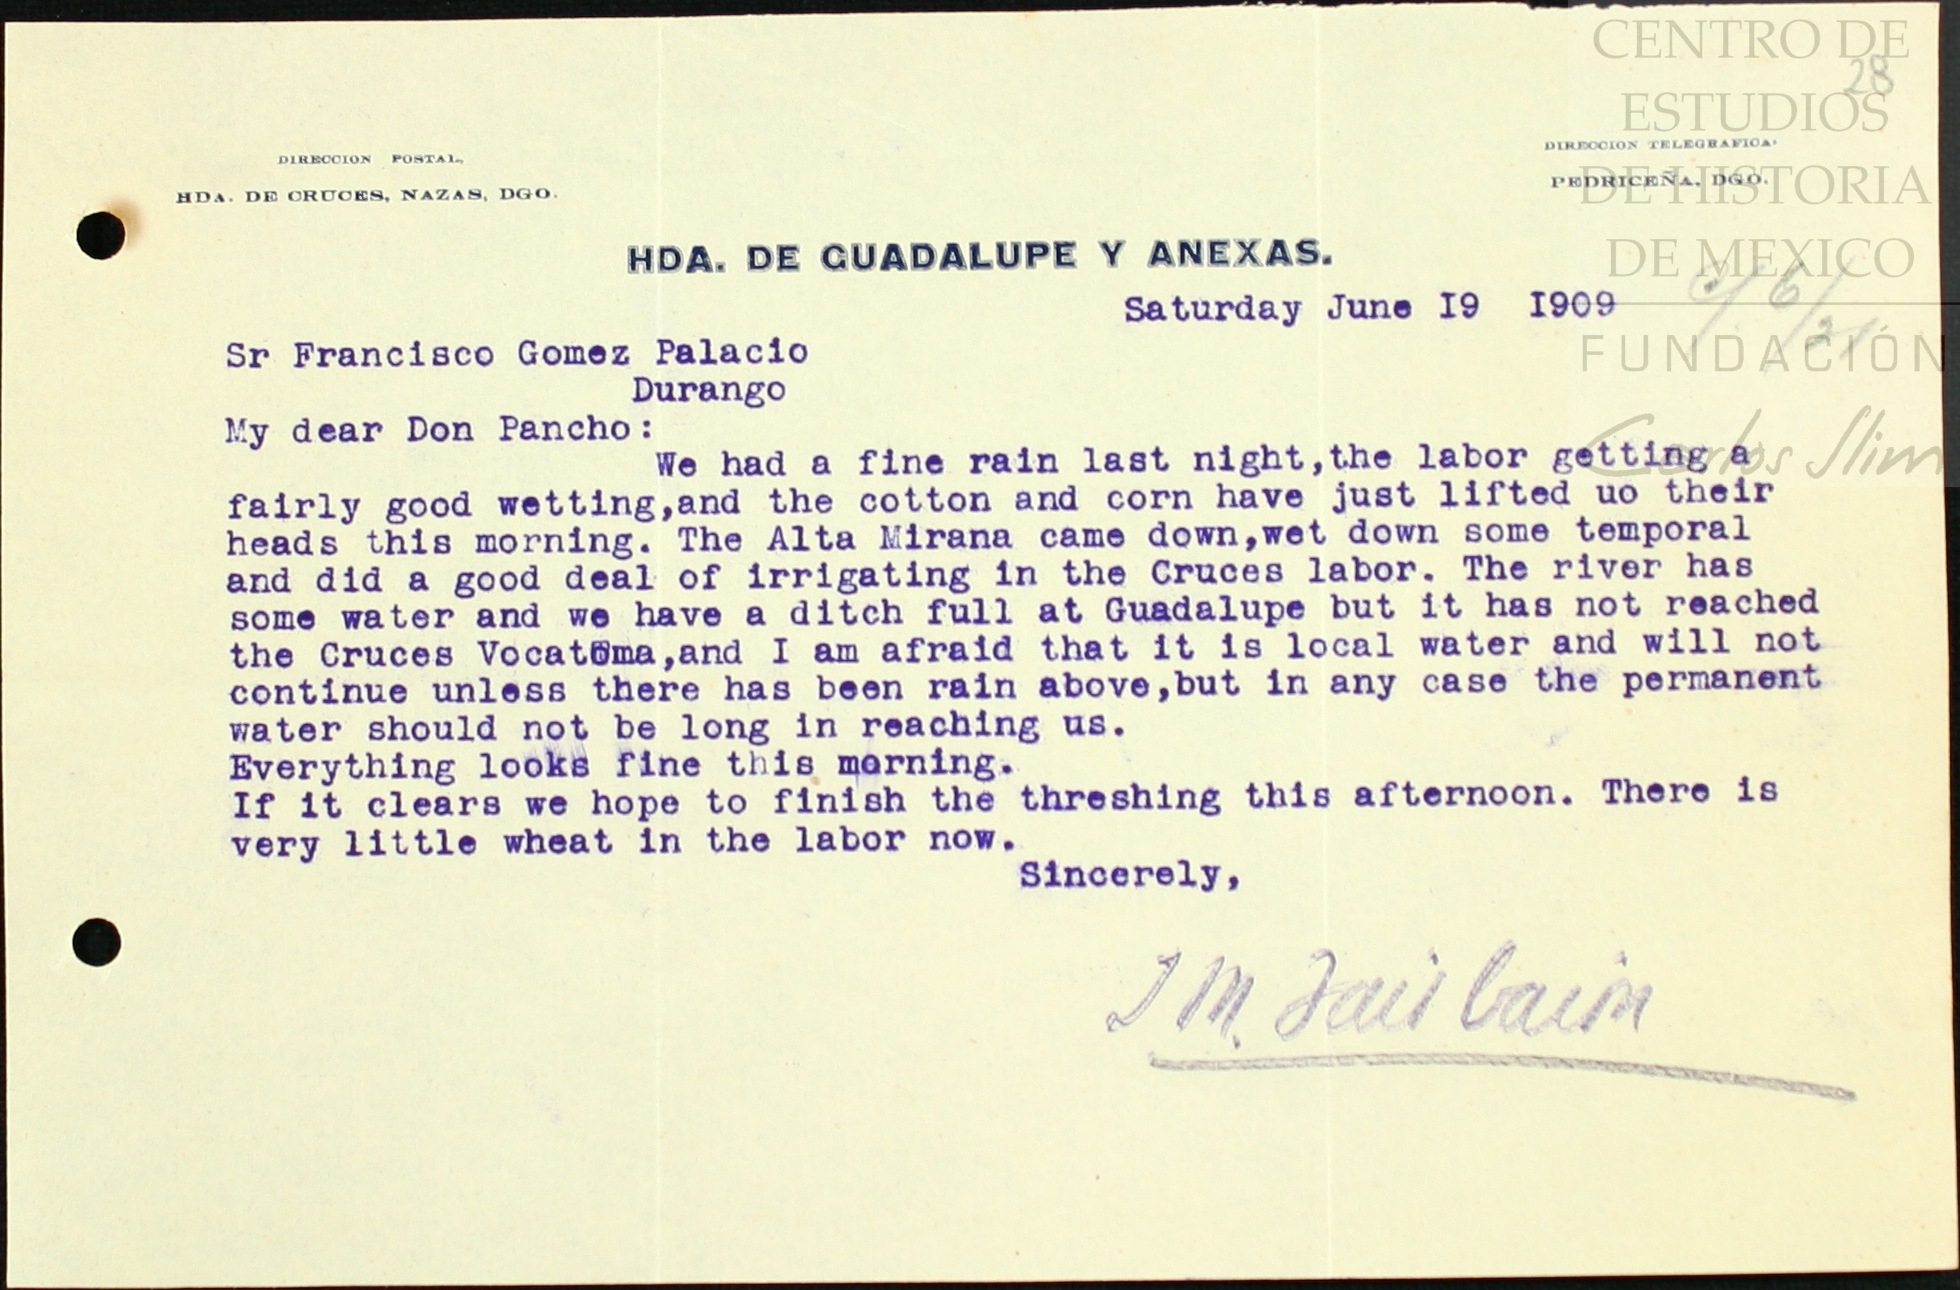 CENTRO DE
ESTUDIOS
DE HISTORIA
DE MEXICO
FUNDACIÓN
Carlos Slim
28
DIRECCION POSTAL,
HDA. DE CRUCES, NAZAS, DGO.
DIRECCION TELEGRAFICA,
PEDRICEÑA, DGO.
HDA. DE GUADALUPE Y ANEXAS.
Saturday June I9 I909
Sr Francisco Gomez Palacio
Durango
My dear Don Pancho:
We had a fine rain last night,the labor getting a
fairly good wetting,and the cotton and corn have just lifted uo their
heads this morning. The Alta Mirana came down,wet down some temporal
and did a good deal of irrigating in the Cruces labor. The river has
some water and we have a ditch full at Guadalupe but it has not reached
the Cruces Vocatoma,and I am afraid that it is local water and will not
continue unless there has been rain above,but in any case the permanent
water should not be long in reaching us.
Everything looks fine this morning.
If it clears we hope to finish the threshing this afternoon. There is
very little wheat in the labor now.
Sincerely,
J M. Fairbairn